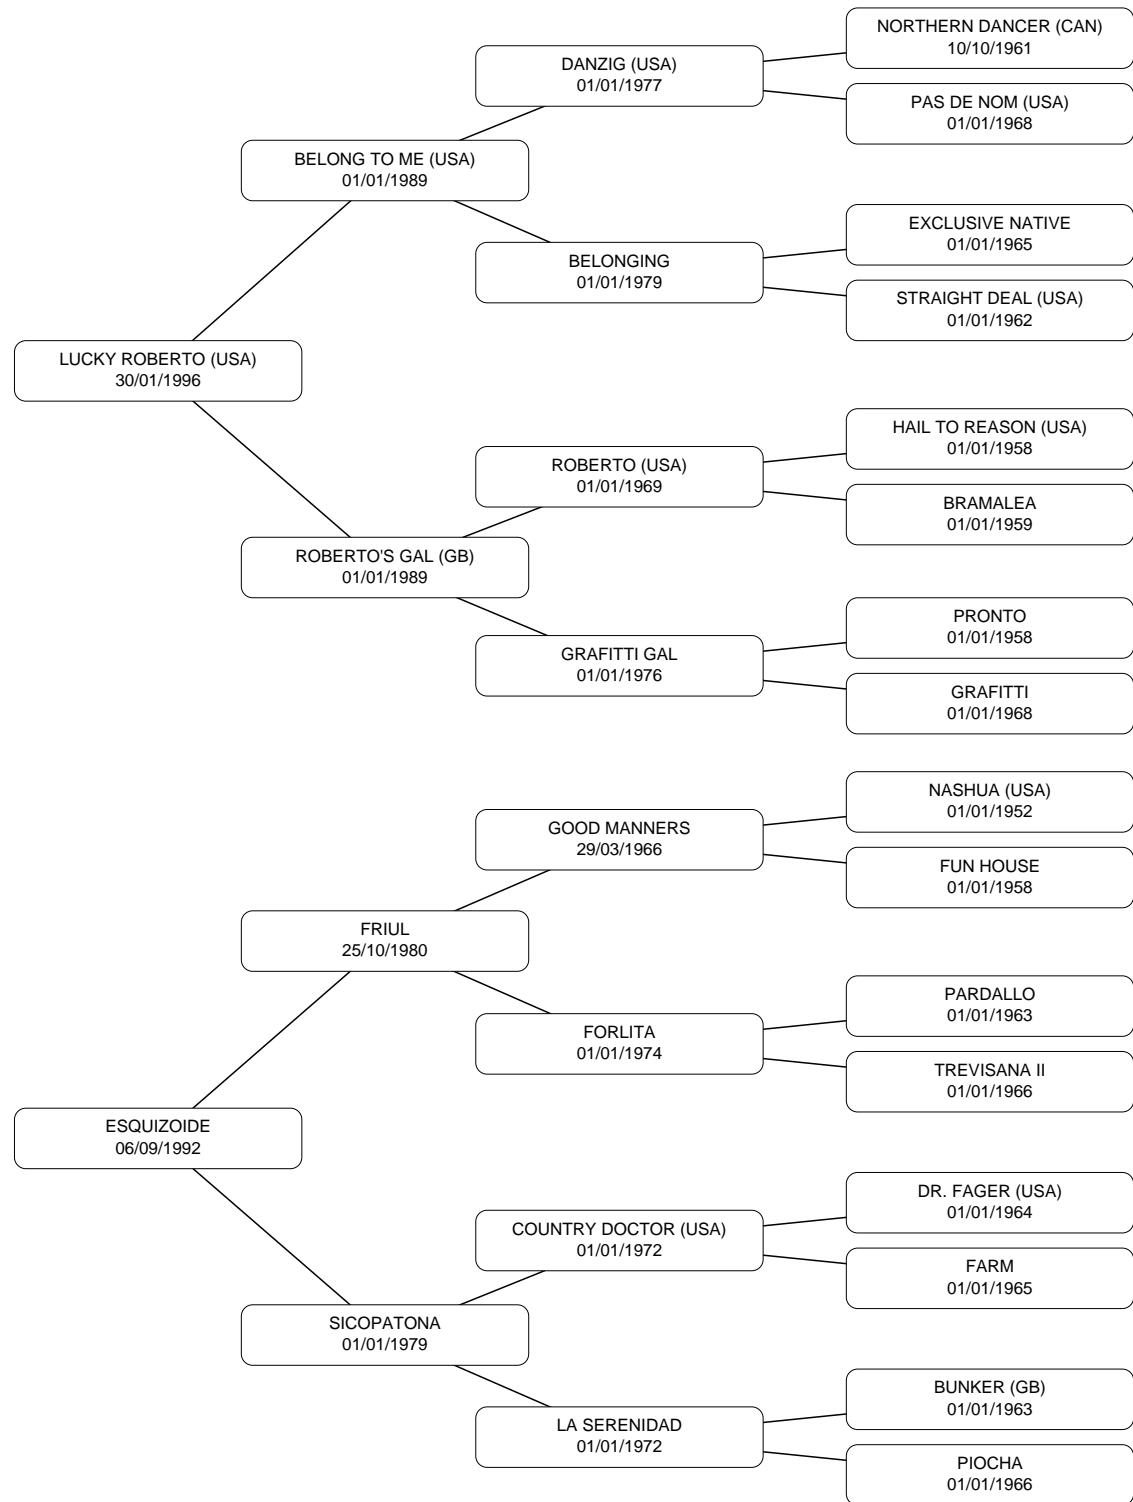 NORTHERN DANCER (CAN)
10/10/1961
DANZIG (USA)
01/01/1977
PAS DE NOM (USA)
01/01/1968
BELONG TO ME (USA)
01/01/1989
EXCLUSIVE NATIVE
01/01/1965
BELONGING
01/01/1979
STRAIGHT DEAL (USA)
01/01/1962
LUCKY ROBERTO (USA)
30/01/1996
HAIL TO REASON (USA)
01/01/1958
ROBERTO (USA)
01/01/1969
BRAMALEA
01/01/1959
ROBERTO'S GAL (GB)
01/01/1989
PRONTO
01/01/1958
GRAFITTI GAL
01/01/1976
GRAFITTI
01/01/1968
NASHUA (USA)
01/01/1952
GOOD MANNERS
29/03/1966
FUN HOUSE
01/01/1958
FRIUL
25/10/1980
PARDALLO
01/01/1963
FORLITA
01/01/1974
TREVISANA II
01/01/1966
ESQUIZOIDE
06/09/1992
DR. FAGER (USA)
01/01/1964
COUNTRY DOCTOR (USA)
01/01/1972
FARM
01/01/1965
SICOPATONA
01/01/1979
BUNKER (GB)
01/01/1963
LA SERENIDAD
01/01/1972
PIOCHA
01/01/1966